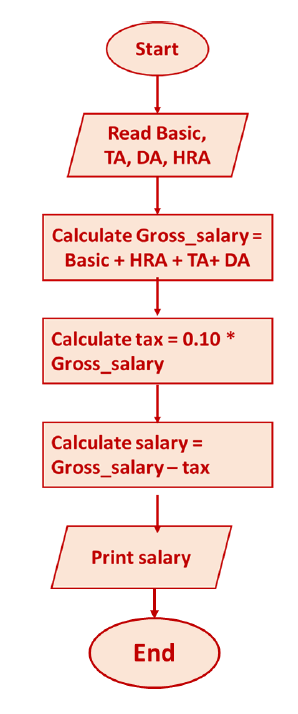 Start
Read Basic,
TA, DA, HRA
Calculate Gross_salary =
Basic + HRA + TA+ DA
Calculate tax = 0.10 *
Gross_salary
Calculate salary =
Gross_salary – tax
Print salary
End